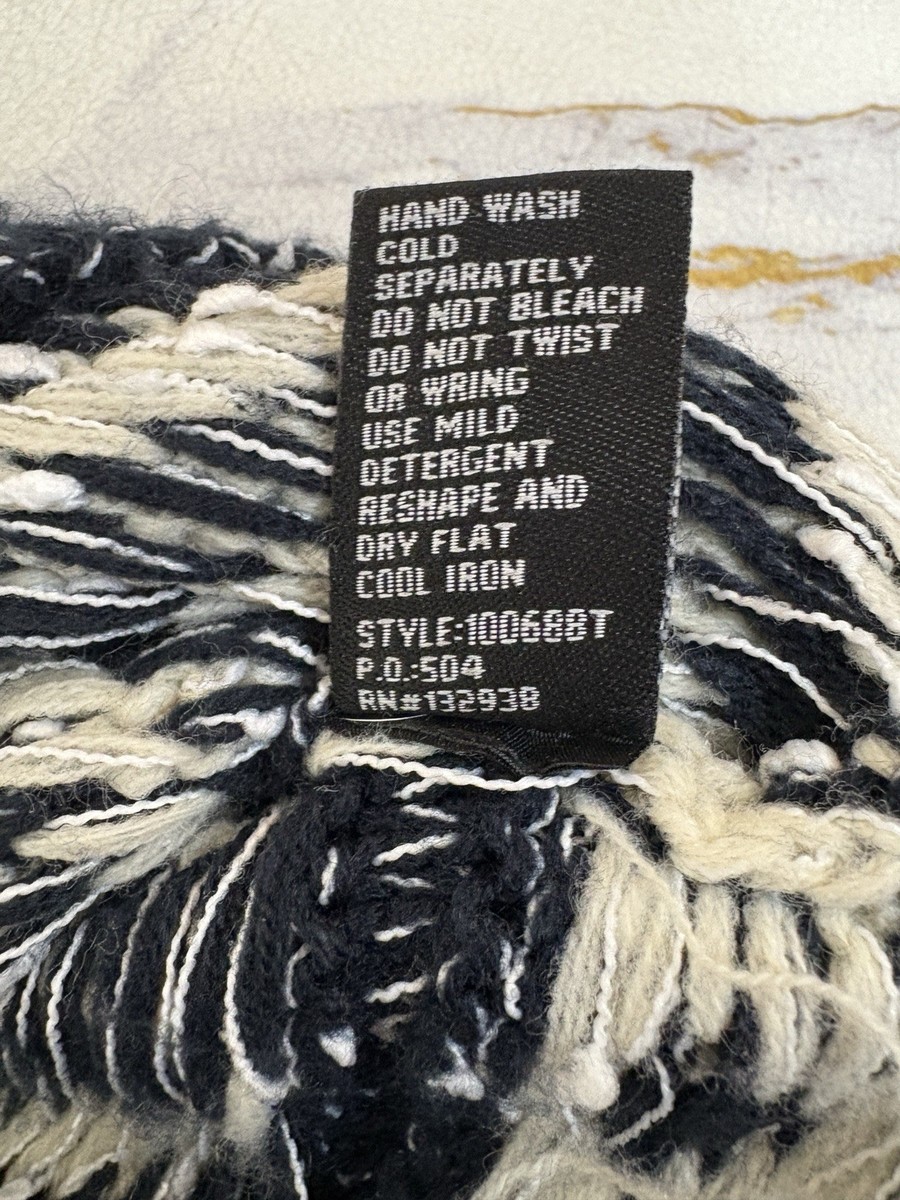 HAND WASH
COLD
SEPARATELY
DO NOT BLEACH
DO NOT TWIST
OR WRING
USE MILD
DETERGENT
RESHAPE AND
DRY FLAT
COOL IRON
STYLE:10068BT
P.O.:504
RN#132938